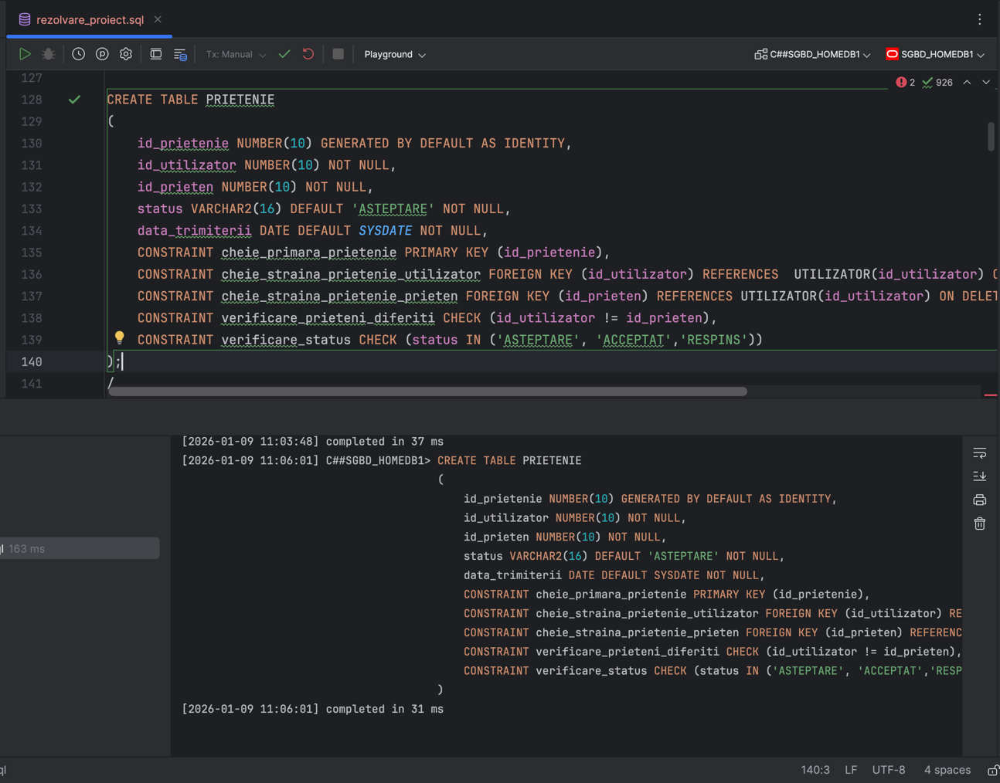 rezolvare_proiect.sql
Tx: Manual
Playground
C##SGBD_HOMEDB1
SGBD_HOMEDB1
2 926
127
128 CREATE TABLE PRIETENIE
129 (
130 id_prietenie NUMBER(10) GENERATED BY DEFAULT AS IDENTITY,
131 id_utilizator NUMBER(10) NOT NULL,
132 id_prieten NUMBER(10) NOT NULL,
133 status VARCHAR2(16) DEFAULT 'ASTEPTARE' NOT NULL,
134 data_trimiterii DATE DEFAULT SYSDATE NOT NULL,
135 CONSTRAINT cheie_primara_prietenie PRIMARY KEY (id_prietenie),
136 CONSTRAINT cheie_straina_prietenie_utilizator FOREIGN KEY (id_utilizator) REFERENCES  UTILIZATOR(id_utilizator)
137 CONSTRAINT cheie_straina_prietenie_prieten FOREIGN KEY (id_prieten) REFERENCES UTILIZATOR(id_utilizator) ON DELET
138 CONSTRAINT verificare_prieteni_diferiti CHECK (id_utilizator != id_prieten),
139 CONSTRAINT verificare_status CHECK (status IN ('ASTEPTARE', 'ACCEPTAT','RESPINS'))
140 );
141 /
[2026-01-09 11:03:48] completed in 37 ms
[2026-01-09 11:06:01] C##SGBD_HOMEDB1> CREATE TABLE PRIETENIE
(
id_prietenie NUMBER(10) GENERATED BY DEFAULT AS IDENTITY,
id_utilizator NUMBER(10) NOT NULL,
id_prieten NUMBER(10) NOT NULL,
status VARCHAR2(16) DEFAULT 'ASTEPTARE' NOT NULL,
data_trimiterii DATE DEFAULT SYSDATE NOT NULL,
CONSTRAINT cheie_primara_prietenie PRIMARY KEY (id_prietenie),
CONSTRAINT cheie_straina_prietenie_utilizator FOREIGN KEY (id_utilizator) RE
CONSTRAINT cheie_straina_prietenie_prieten FOREIGN KEY (id_prieten) REFERENC
CONSTRAINT verificare_prieteni_diferiti CHECK (id_utilizator != id_prieten),
CONSTRAINT verificare_status CHECK (status IN ('ASTEPTARE', 'ACCEPTAT','RESP
)
[2026-01-09 11:06:01] completed in 31 ms
163 ms
140:3 LF UTF-8 4 spaces